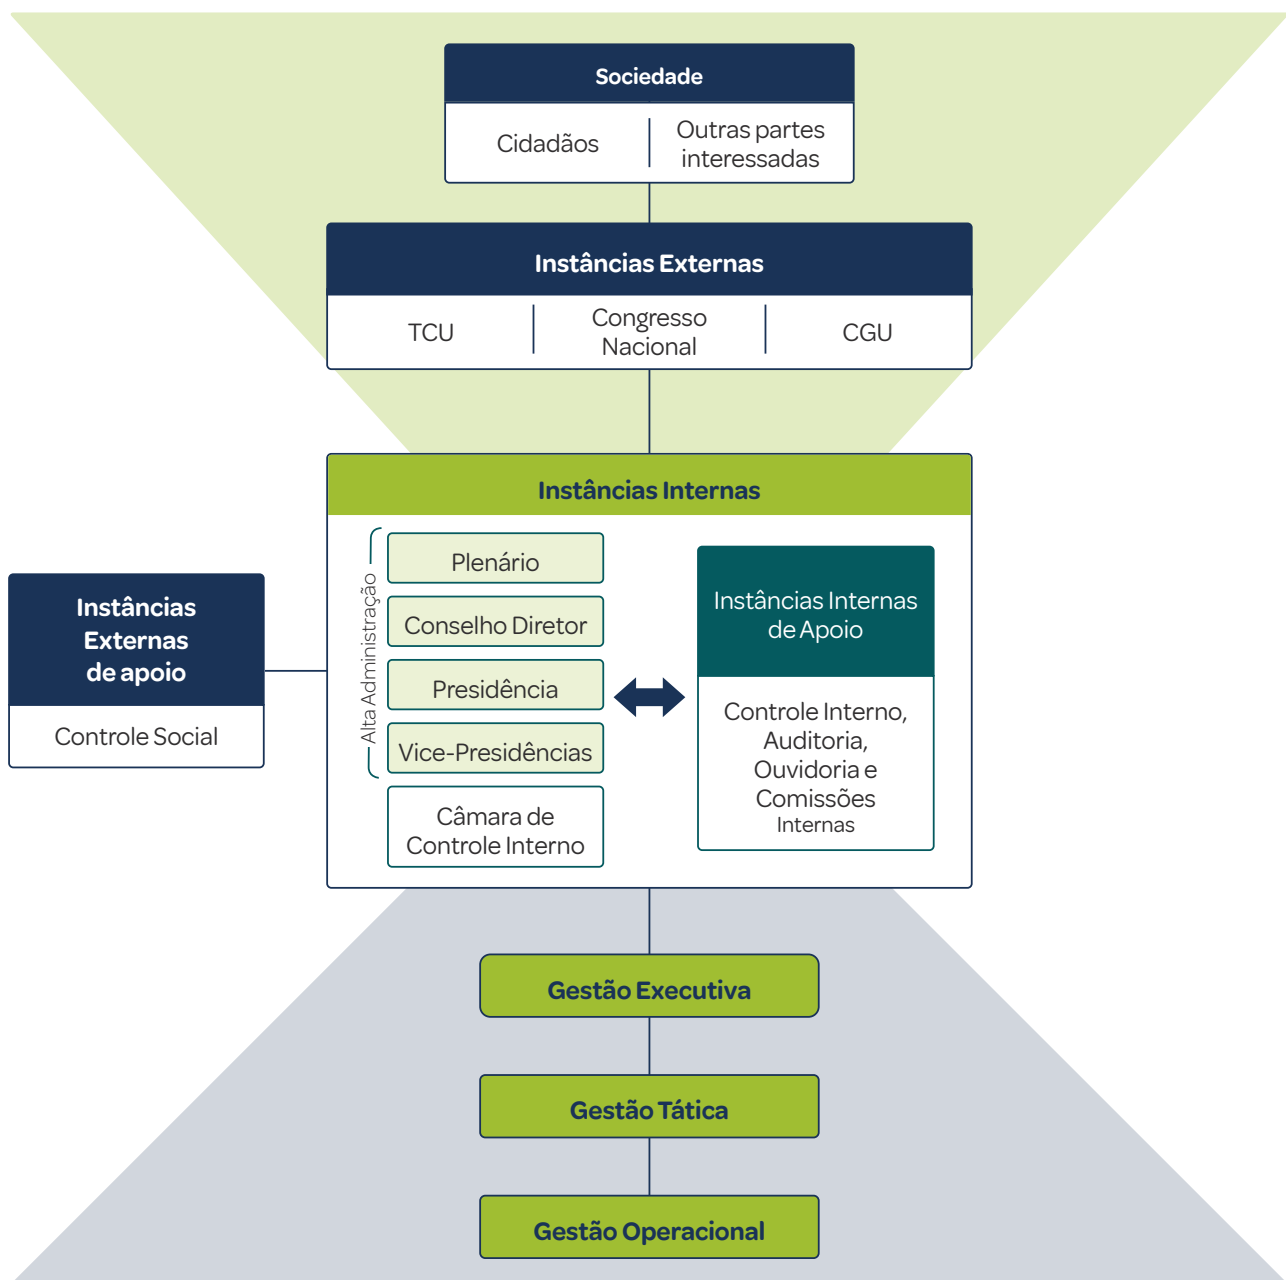 Sociedade
Cidadãos
Outras partes
interessadas
Instâncias Externas
TCU
Congresso
Nacional
CGU
Instâncias Internas
Alta Administração
Plenário
Conselho Diretor
Presidência
Vice-Presidências
Câmara de
Controle Interno
Instâncias Internas
de Apoio
Controle Interno,
Auditoria,
Ouvidoria e
Comissões
Internas
Instâncias
Externas
de apoio
Controle Social
Gestão Executiva
Gestão Tática
Gestão Operacional